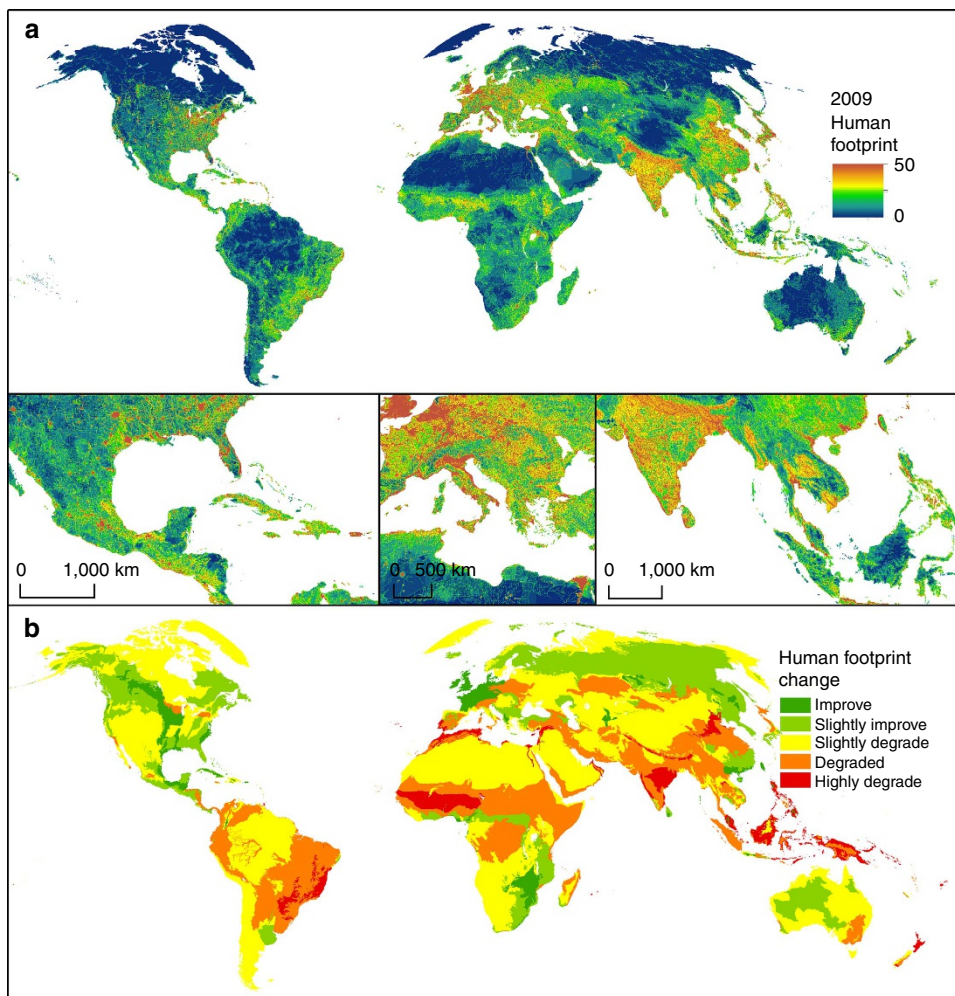 a
2009
Human
footprint
50
0
0 1,000 km
0 500 km
0 1,000 km
b
Human footprint
change
Improve
Slightly improve
Slightly degrade
Degraded
Highly degrade